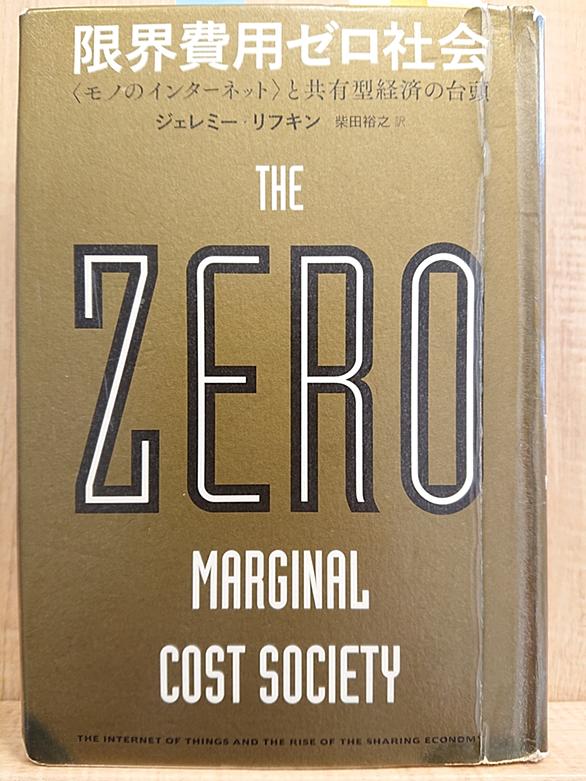 限界費用ゼロ社会
〈モノのインターネット〉と共有型経済の台頭
ジェレミー・リフキン 柴田裕之 訳
THE
ZERO
MARGINAL
COST SOCIETY
THE INTERNET OF THINGS AND THE RISE OF THE SHARING ECONOMY